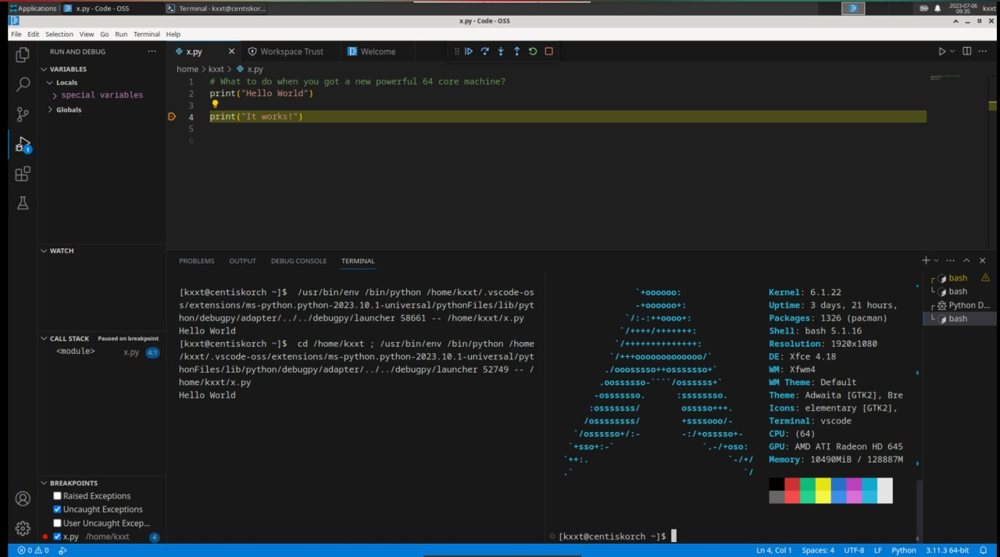 Applications x.py - Code - OSS Terminal - kxxt@centiskor... 2023-07-06 09:35 kxxt
x.py - Code - OSS
File Edit Selection View Go Run Terminal Help
RUN AND DEBUG ···
x.py Workspace Trust Welcome
VARIABLES
Locals
special variables
Globals
home > kxxt > x.py
1 # What to do when you got a new powerful 64 core machine?
2 print("Hello World")
3
4 print("It works!")
5
6
WATCH
CALL STACK Paused on breakpoint
<module> x.py 4:1
BREAKPOINTS
Raised Exceptions
Uncaught Exceptions
User Uncaught Excep...
x.py /home/kxxt 4
PROBLEMS OUTPUT DEBUG CONSOLE TERMINAL
[kxxt@centiskorch ~]$ /usr/bin/env /bin/python /home/kxxt/.vscode-os
s/extensions/ms-python.python-2023.10.1-universal/pythonFiles/lib/pyt
hon/debugpy/adapter/../../debugpy/launcher 58661 -- /home/kxxt/x.py
Hello World
[kxxt@centiskorch ~]$ cd /home/kxxt ; /usr/bin/env /bin/python /home
/kxxt/.vscode-oss/extensions/ms-python.python-2023.10.1-universal/pyt
honFiles/lib/python/debugpy/adapter/../../debugpy/launcher 52749 -- /
home/kxxt/x.py
Hello World
`+oooooo: Kernel: 6.1.22
-+oooooo+: Uptime: 3 days, 21 hours,
`/:-:++oooo+: Packages: 1326 (pacman)
`/++++/+++++++: Shell: bash 5.1.16
`/++++++++++++++: Resolution: 1920x1080
`/+++ooooooooooooo/` DE: Xfce 4.18
./ooosssso++osssssso+` WM: Xfwm4
.oossssso-````/ossssss+` WM Theme: Default
-osssssso. :ssssssso. Theme: Adwaita [GTK2], Bre
:osssssss/ osssso+++. Icons: elementary [GTK2],
/ossssssss/ +ssssooo/- Terminal: vscode
`/ossssso+/:- -:/+osssso+- CPU: (64)
`+sso+:-` `.-/+oso: GPU: AMD ATI Radeon HD 645
`++:. `-/+/ Memory: 10490MiB / 128887M
.` `/
[kxxt@centiskorch ~]$
bash
bash
Python D...
bash
0 0 Ln 4, Col 1 Spaces: 4 UTF-8 LF Python 3.11.3 64-bit